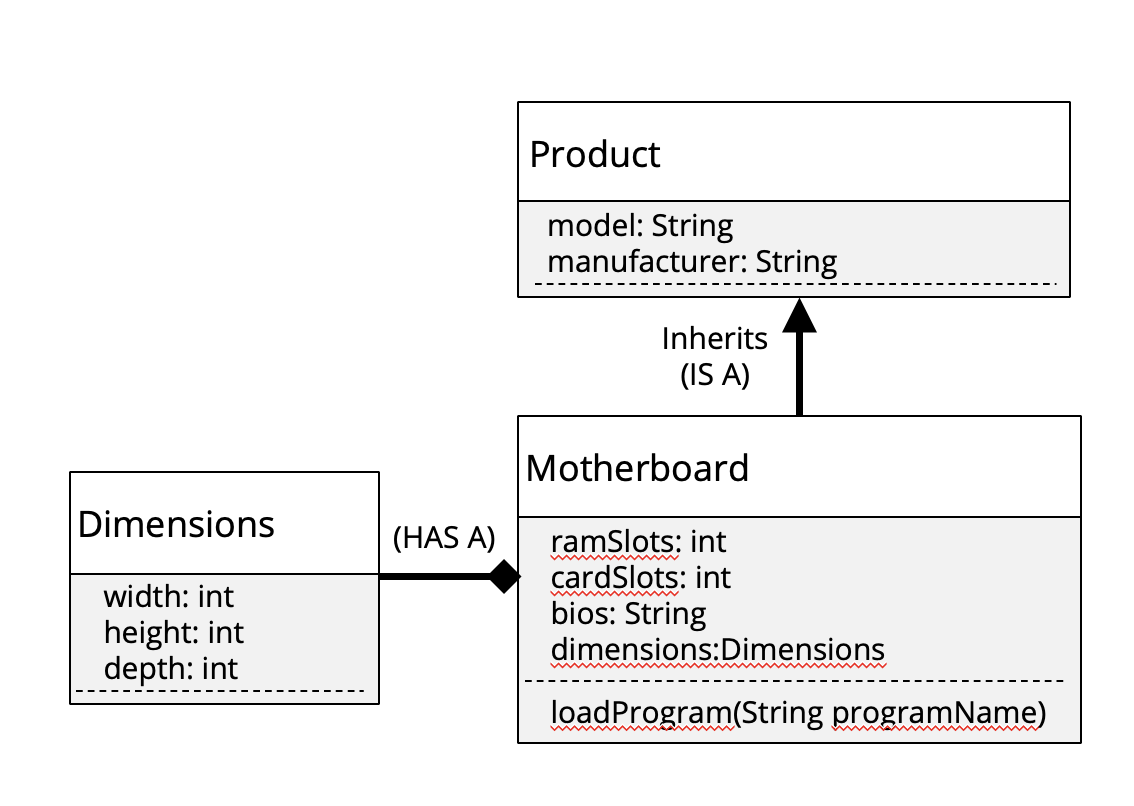 Product
model: String
manufacturer: String
Inherits
(IS A)
Motherboard
ramSlots: int
cardSlots: int
bios: String
dimensions:Dimensions
loadProgram(String programName)
(HAS A)
Dimensions
width: int
height: int
depth: int